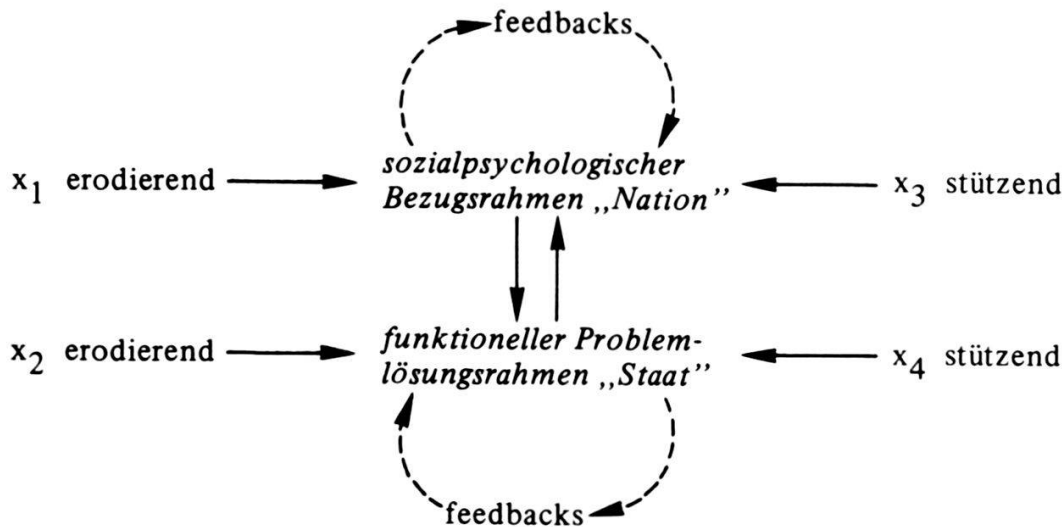 feedbacks
sozialpsychologischer
x₁ erodierend
Bezugsrahmen „Nation”
x₃ stützend
funktioneller Problem-
x₂ erodierend
lösungsrahmen „Staat”
x₄ stützend
feedbacks